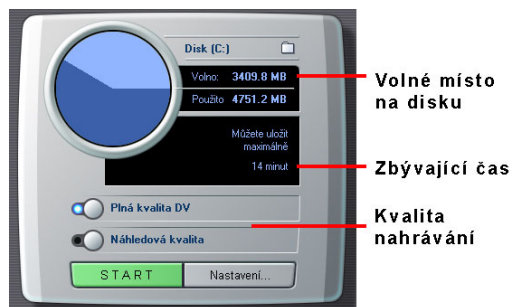 Disk (C:)
Volno: 3409.8 MB
Použito 4751.2 MB
Můžete uložit
maximálně
14 minut
Plná kvalita DV
Náhledová kvalita
START
Nastavení...
Volné místo
na disku
Zbývající čas
Kvalita
nahrávání